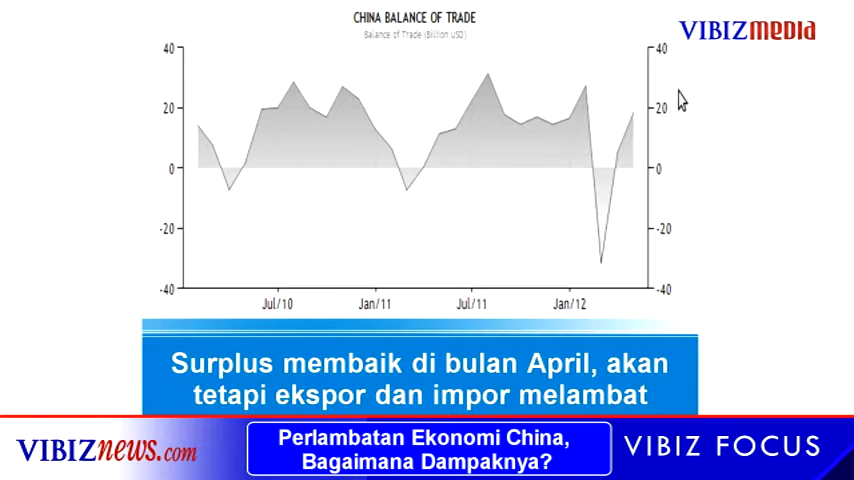 CHINA BALANCE OF TRADE
Balance of Trade (Billion USD)
VIBIZmedia
40 40
20 20
0 0
-20 -20
-40 -40
Jul/10 Jan/11 Jul/11 Jan/12
Surplus membaik di bulan April, akan
tetapi ekspor dan impor melambat
VIBIZnews.com
Perlambatan Ekonomi China,
Bagaimana Dampaknya?
VIBIZ FOCUS